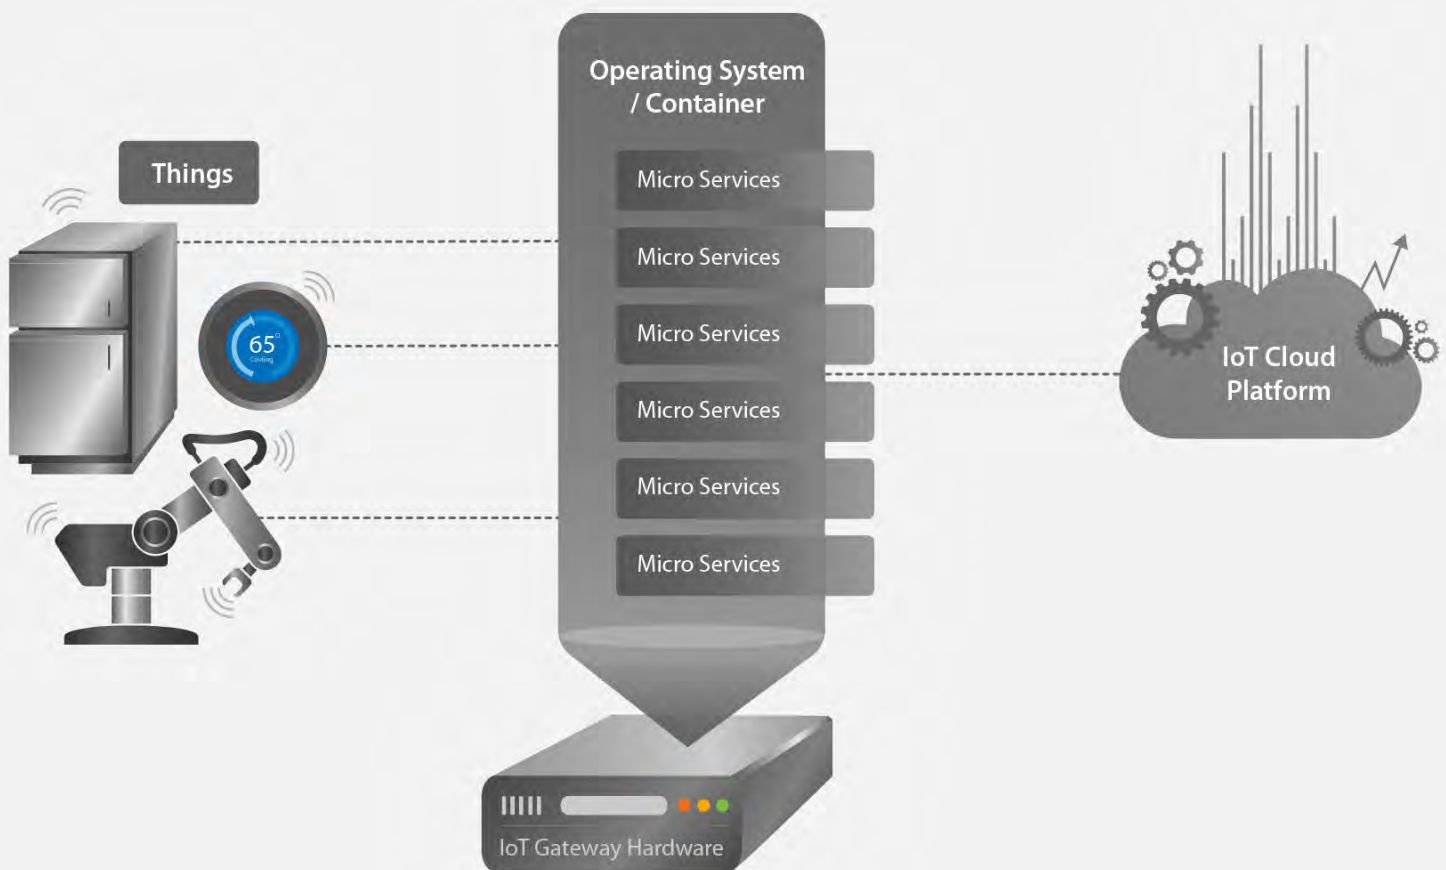 Operating System
/ Container
Things
Micro Services
Micro Services
Micro Services
Micro Services
Micro Services
Micro Services
65°
Cooling
IoT Cloud
Platform
IoT Gateway Hardware